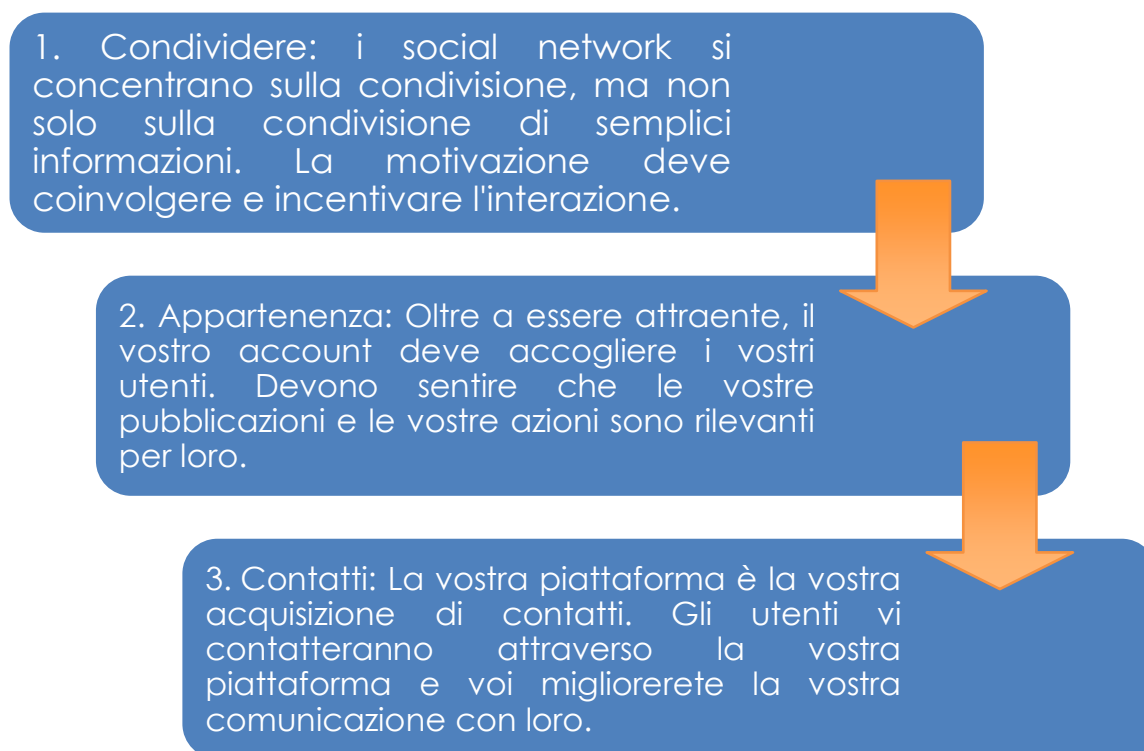 1. Condividere: i social network si
concentrano sulla condivisione, ma non
solo sulla condivisione di semplici
informazioni. La motivazione deve
coinvolgere e incentivare l'interazione.
2. Appartenenza: Oltre a essere attraente, il
vostro account deve accogliere i vostri
utenti. Devono sentire che le vostre
pubblicazioni e le vostre azioni sono rilevanti
per loro.
3. Contatti: La vostra piattaforma è la vostra
acquisizione di contatti. Gli utenti vi
contatteranno attraverso la vostra
piattaforma e voi migliorerete la vostra
comunicazione con loro.